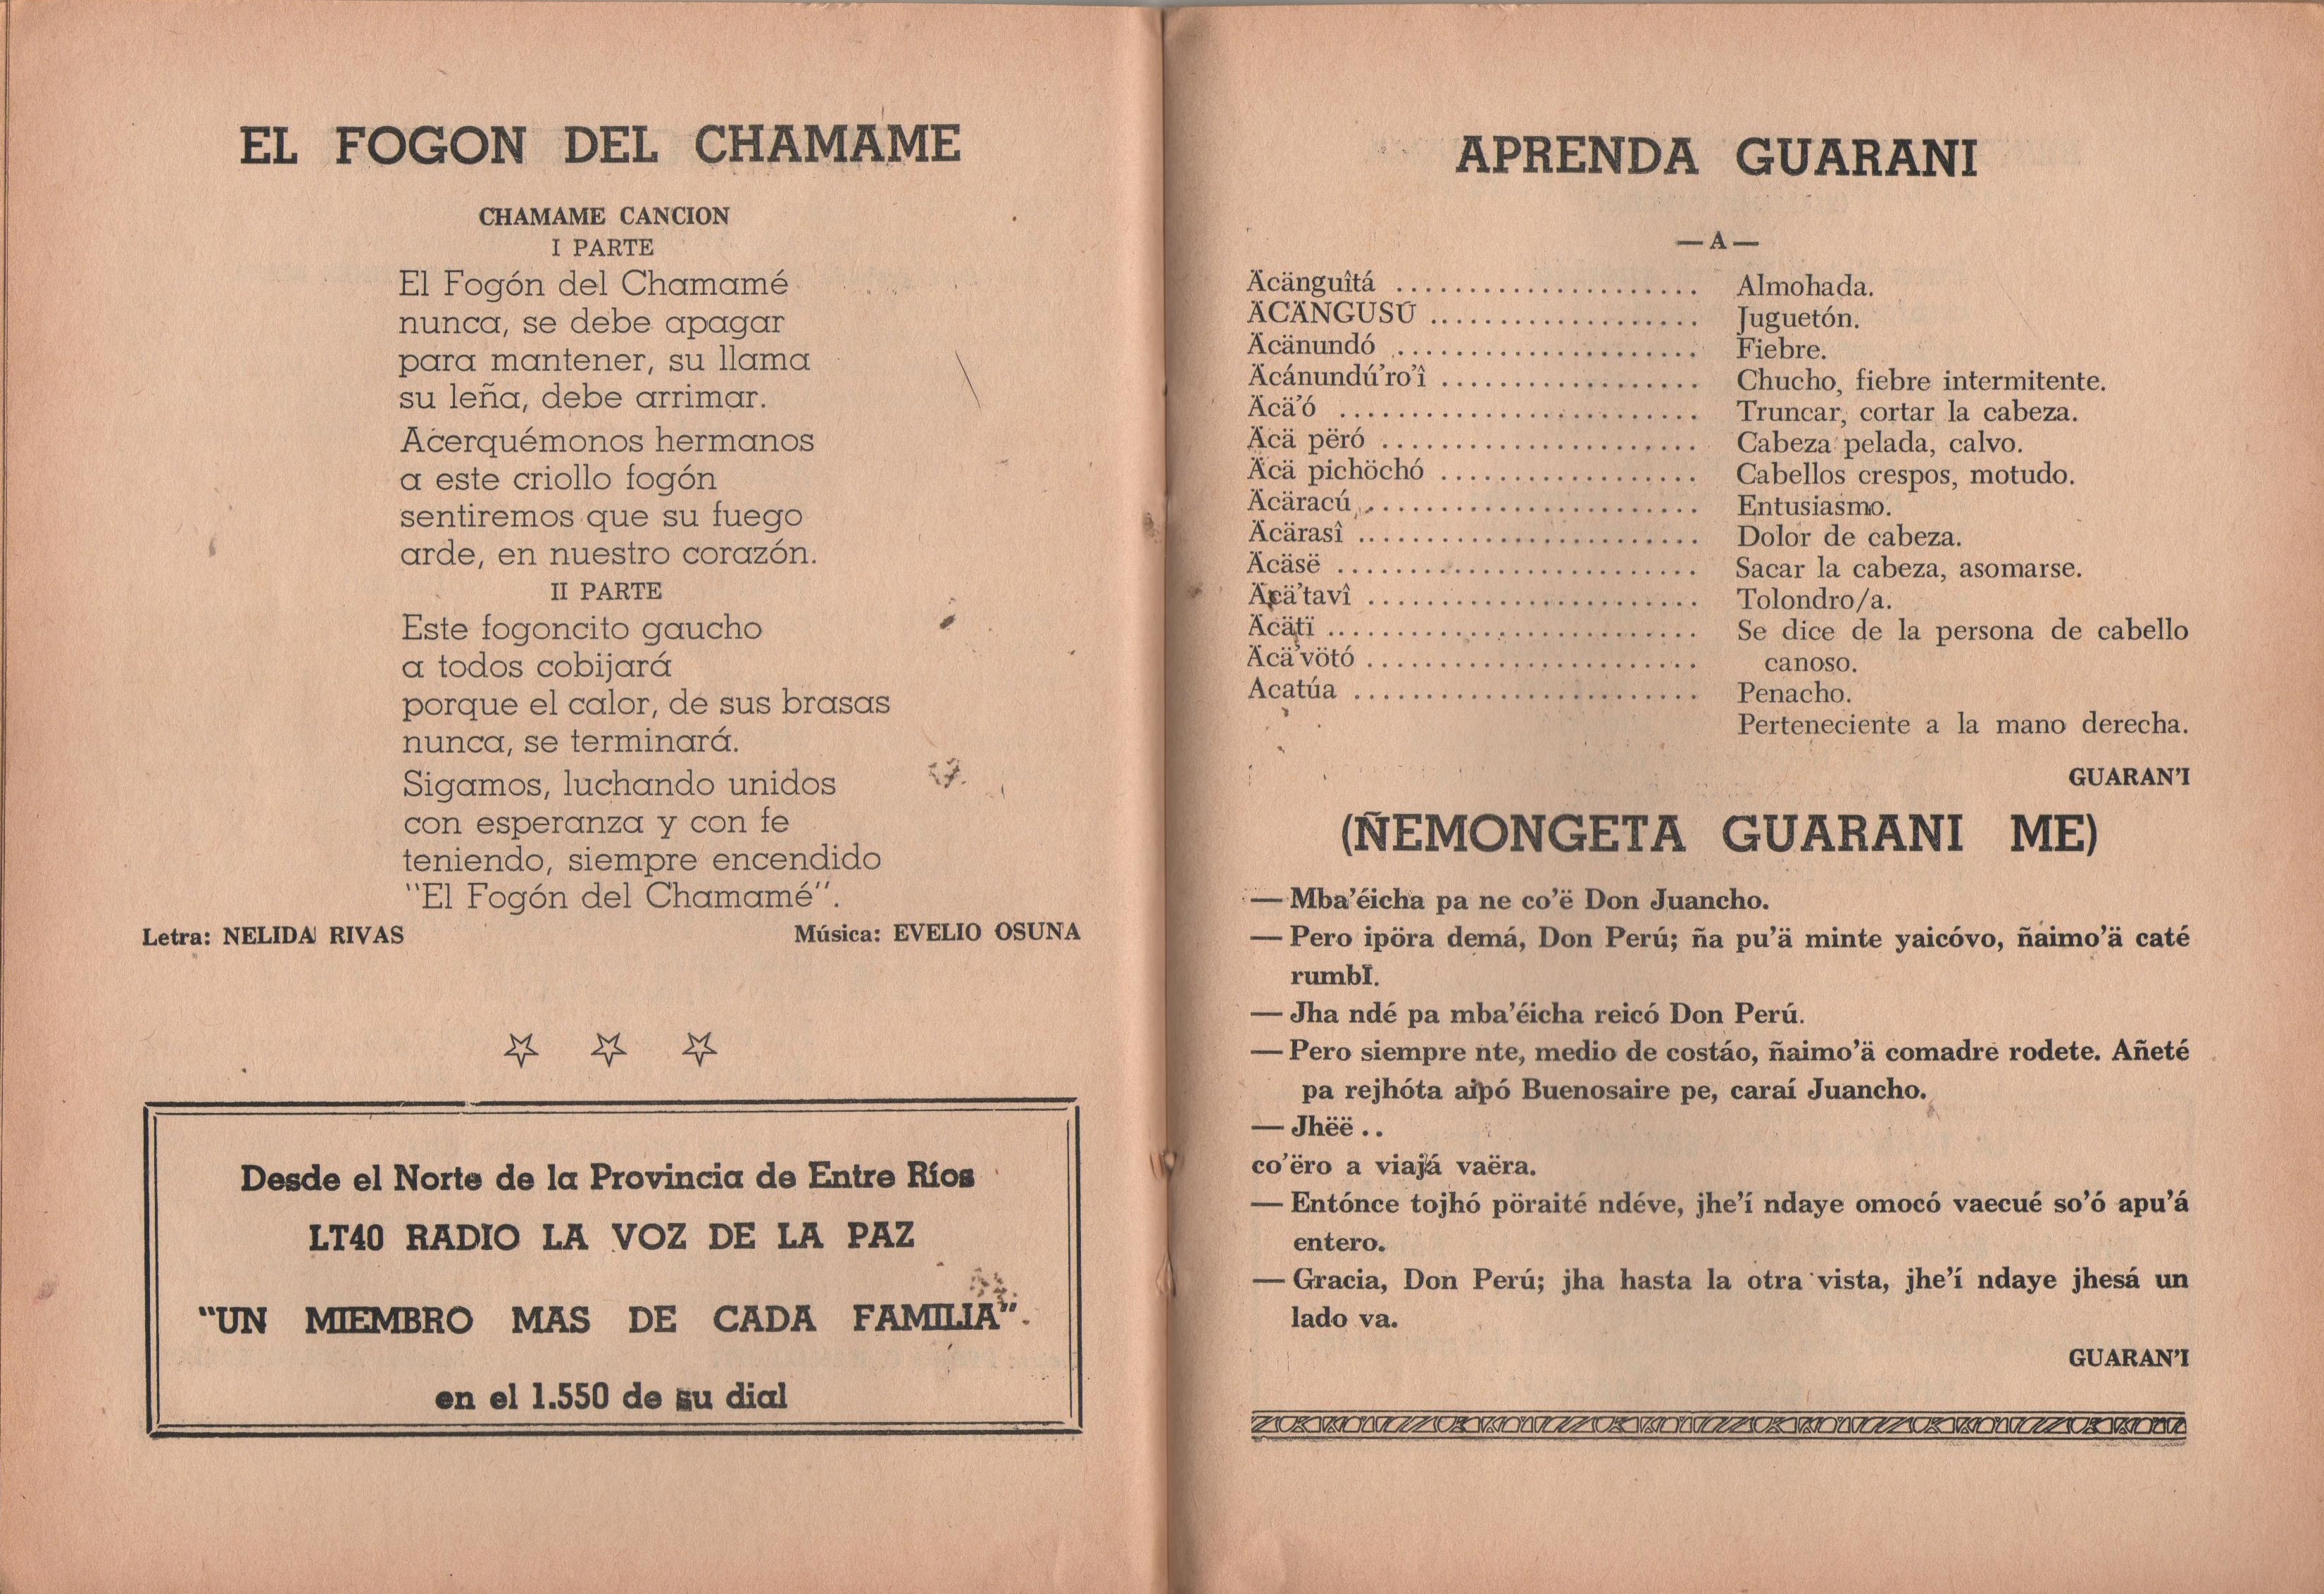 EL FOGON DEL CHAMAME
CHAMAME CANCION
I PARTE
El Fogón del Chamamé
nunca, se debe apagar
para mantener, su llama
su leña, debe arrimar.
Acerquémonos hermanos
a este criollo fogón
sentiremos que su fuego
arde, en nuestro corazón.
II PARTE
Este fogoncito gaucho
a todos cobijará
porque el calor, de sus brasas
nunca, se terminará.
Sigamos, luchando unidos
con esperanza y con fe
teniendo, siempre encendido
"El Fogón del Chamamé".
Letra: NELIDA RIVAS Música: EVELIO OSUNA
Desde el Norte de la Provincia de Entre Ríos
LT40 RADIO LA VOZ DE LA PAZ
"UN MIEMBRO MAS DE CADA FAMILIA".
en el 1.550 de su dial
APRENDA GUARANI
— A —
Äcänguîtá ..................... Almohada.
ÄCÄNGUSÜ ................... Juguetón.
Äcänundó ..................... Fiebre.
Äcánundú'ro'î .................. Chucho, fiebre intermitente.
Äcä'ó ......................... Truncar, cortar la cabeza.
Äcä përó ...................... Cabeza pelada, calvo.
Äcä pichöchó .................. Cabellos crespos, motudo.
Äcäracú ....................... Entusiasmo.
Äcärasî ........................ Dolor de cabeza.
Äcäsë ......................... Sacar la cabeza, asomarse.
Äcä'tavî ....................... Tolondro/a.
Äcätï .......................... Se dice de la persona de cabello
Äcä'vötó ....................... canoso.
Acatúa ........................ Penacho.
Perteneciente a la mano derecha.
GUARAN'I
(ÑEMONGETA GUARANI ME)
— Mba'éicha pa ne co'ë Don Juancho.
— Pero ipöra demá, Don Perú; ña pu'ä minte yaicóvo, ñaimo'ä caté
rumbÏ.
— Jha ndé pa mba'éicha reicó Don Perú.
— Pero siempre nte, medio de costáo, ñaimo'ä comadre rodete. Añeté
pa rejhóta aipó Buenosaire pe, caraí Juancho.
— Jhëë ..
co'ëro a viajá vaëra.
— Entónce tojhó pöraité ndéve, jhe'í ndaye omocó vaecué so'ó apu'á
entero.
— Gracia, Don Perú; jha hasta la otra vista, jhe'í ndaye jhesá un
lado va.
GUARAN'I